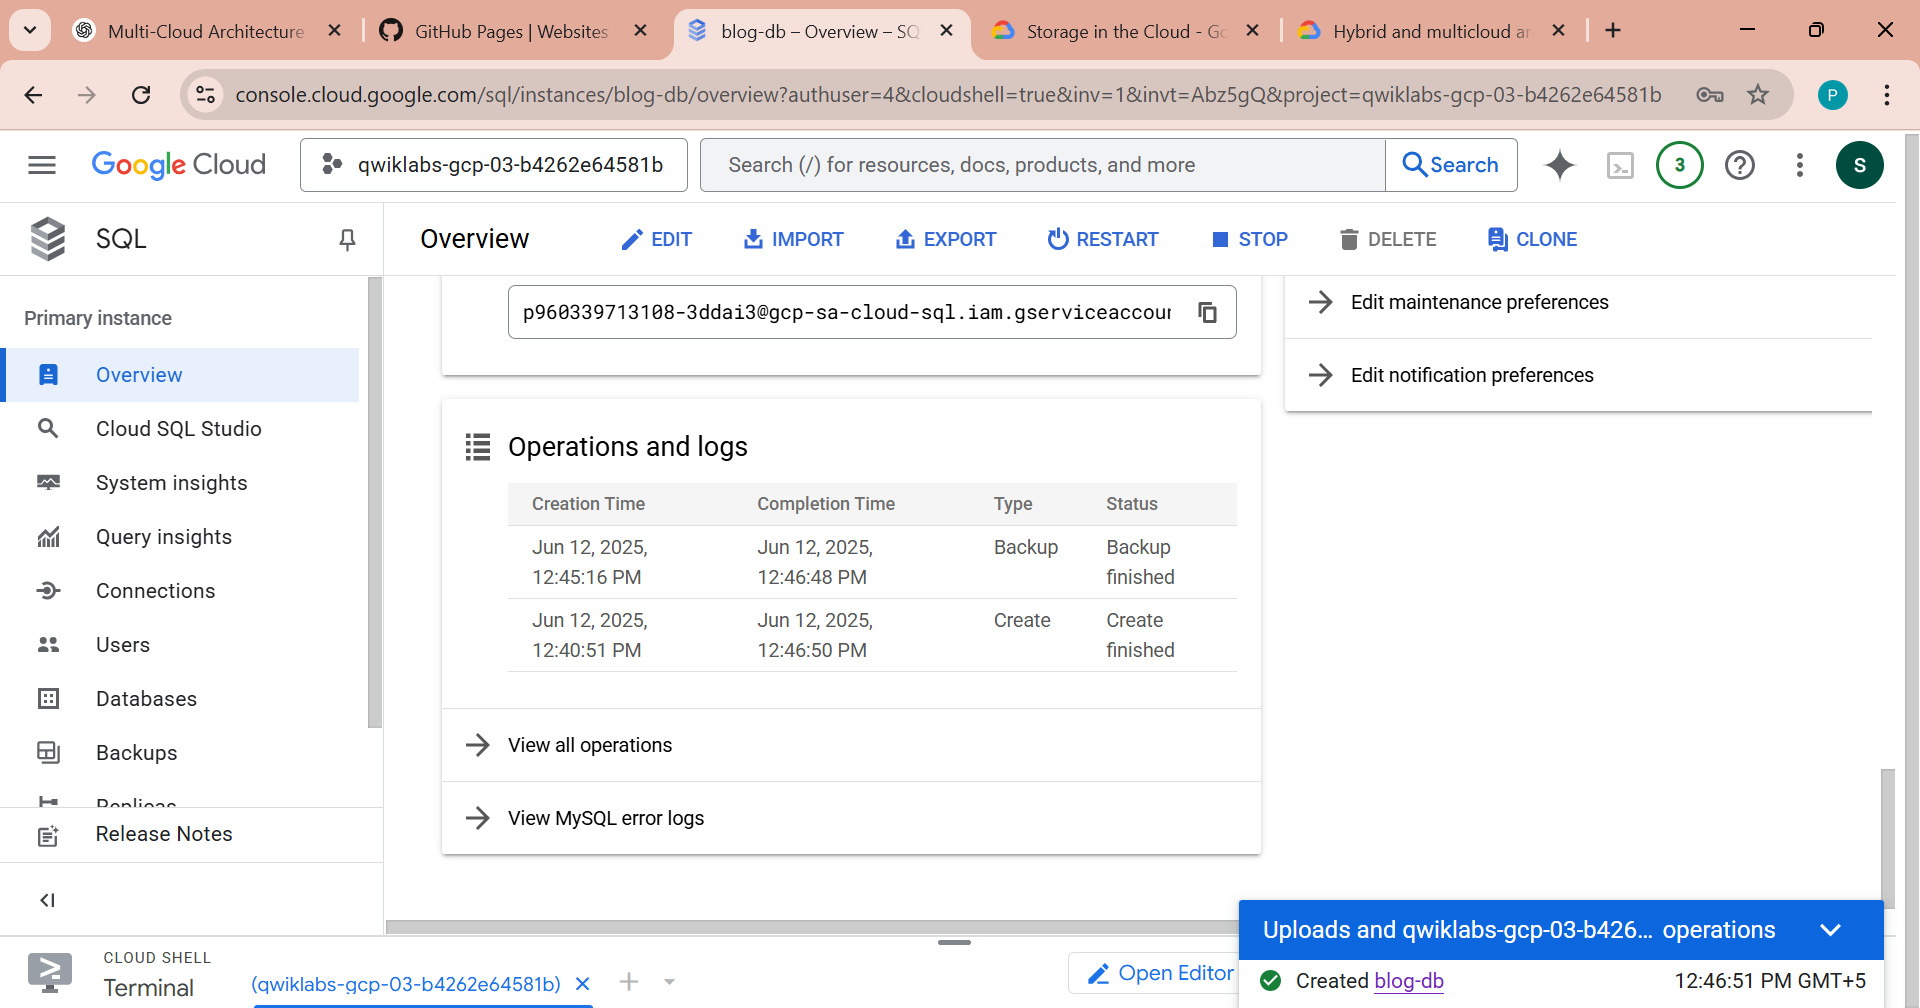 Multi-Cloud Architecture
GitHub Pages | Websites
blog-db – Overview – SQ
Storage in the Cloud - Go
Hybrid and multicloud ar
console.cloud.google.com/sql/instances/blog-db/overview?authuser=4&cloudshell=true&inv=1&invt=Abz5gQ&project=qwiklabs-gcp-03-b4262e64581b
P
Google Cloud
qwiklabs-gcp-03-b4262e64581b
Search (/) for resources, docs, products, and more
Search
3
S
SQL
Overview
EDIT
IMPORT
EXPORT
RESTART
STOP
DELETE
CLONE
Primary instance
Overview
Cloud SQL Studio
System insights
Query insights
Connections
Users
Databases
Backups
Replicas
Release Notes
p960339713108-3ddai3@gcp-sa-cloud-sql.iam.gserviceaccour
Edit maintenance preferences
Edit notification preferences
Operations and logs
Creation Time Completion Time Type Status
Jun 12, 2025, Jun 12, 2025, Backup Backup
12:45:16 PM 12:46:48 PM finished
Jun 12, 2025, Jun 12, 2025, Create Create
12:40:51 PM 12:46:50 PM finished
View all operations
View MySQL error logs
CLOUD SHELL
Terminal
(qwiklabs-gcp-03-b4262e64581b)
Open Editor
Uploads and qwiklabs-gcp-03-b426... operations
Created blog-db 12:46:51 PM GMT+5